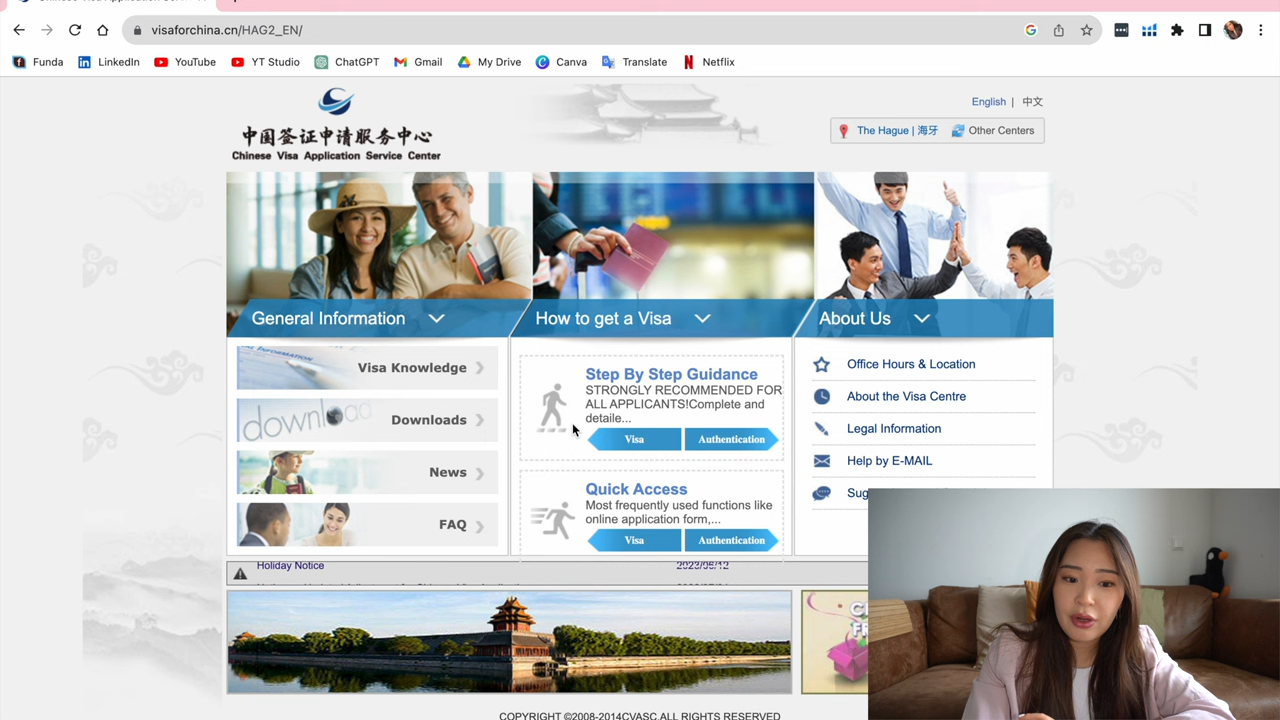 visaforchina.cn/HAG2_EN/
Funda
LinkedIn
YouTube
YT Studio
ChatGPT
Gmail
My Drive
Canva
Translate
Netflix
中国签证申请服务中心
Chinese Visa Application Service Center
English | 中文
The Hague | 海牙
Other Centers
General Information
How to get a Visa
About Us
Visa Knowledge
Downloads
News
FAQ
download
Step By Step Guidance
STRONGLY RECOMMENDED FOR
ALL APPLICANTS!Complete and
detaile...
Visa
Authentication
Quick Access
Most frequently used functions like
online application form,...
Visa
Authentication
Office Hours & Location
About the Visa Centre
Legal Information
Help by E-MAIL
Sug
Holiday Notice
2023/06/12
COPYRIGHT ©2008-2014CVASC.ALL RIGHTS RESERVED